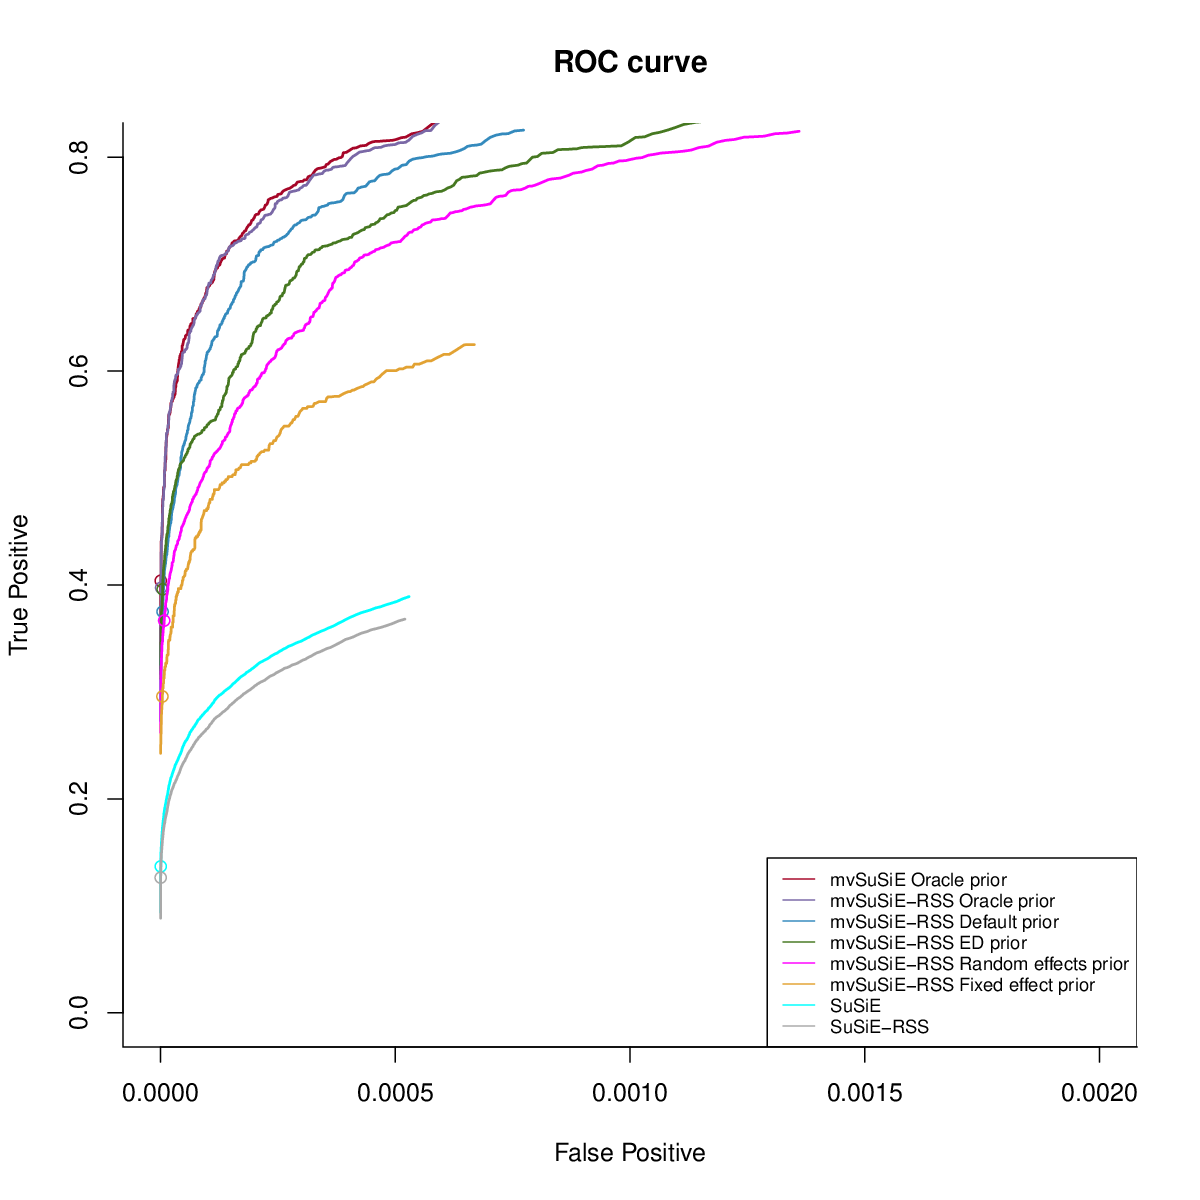 ROC curve
True Positive
0.8
0.6
0.4
0.2
0.0
mvSuSiE Oracle prior
mvSuSiE−RSS Oracle prior
mvSuSiE−RSS Default prior
mvSuSiE−RSS ED prior
mvSuSiE−RSS Random effects prior
mvSuSiE−RSS Fixed effect prior
SuSiE
SuSiE−RSS
0.0000 0.0005 0.0010 0.0015 0.0020
False Positive